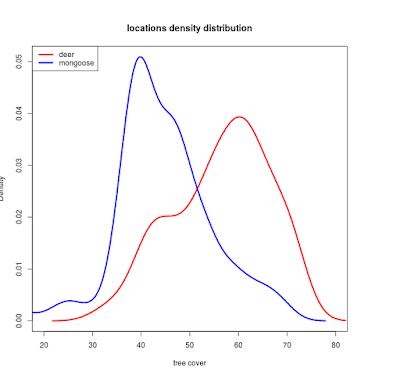 locations density distribution
deer
mongoose
0.05
0.04
0.03
0.02
0.01
0.00
Density
20 30 40 50 60 70 80
tree cover